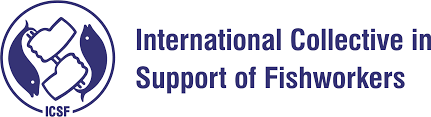 International Collective in
Support of Fishworkers
ICSF